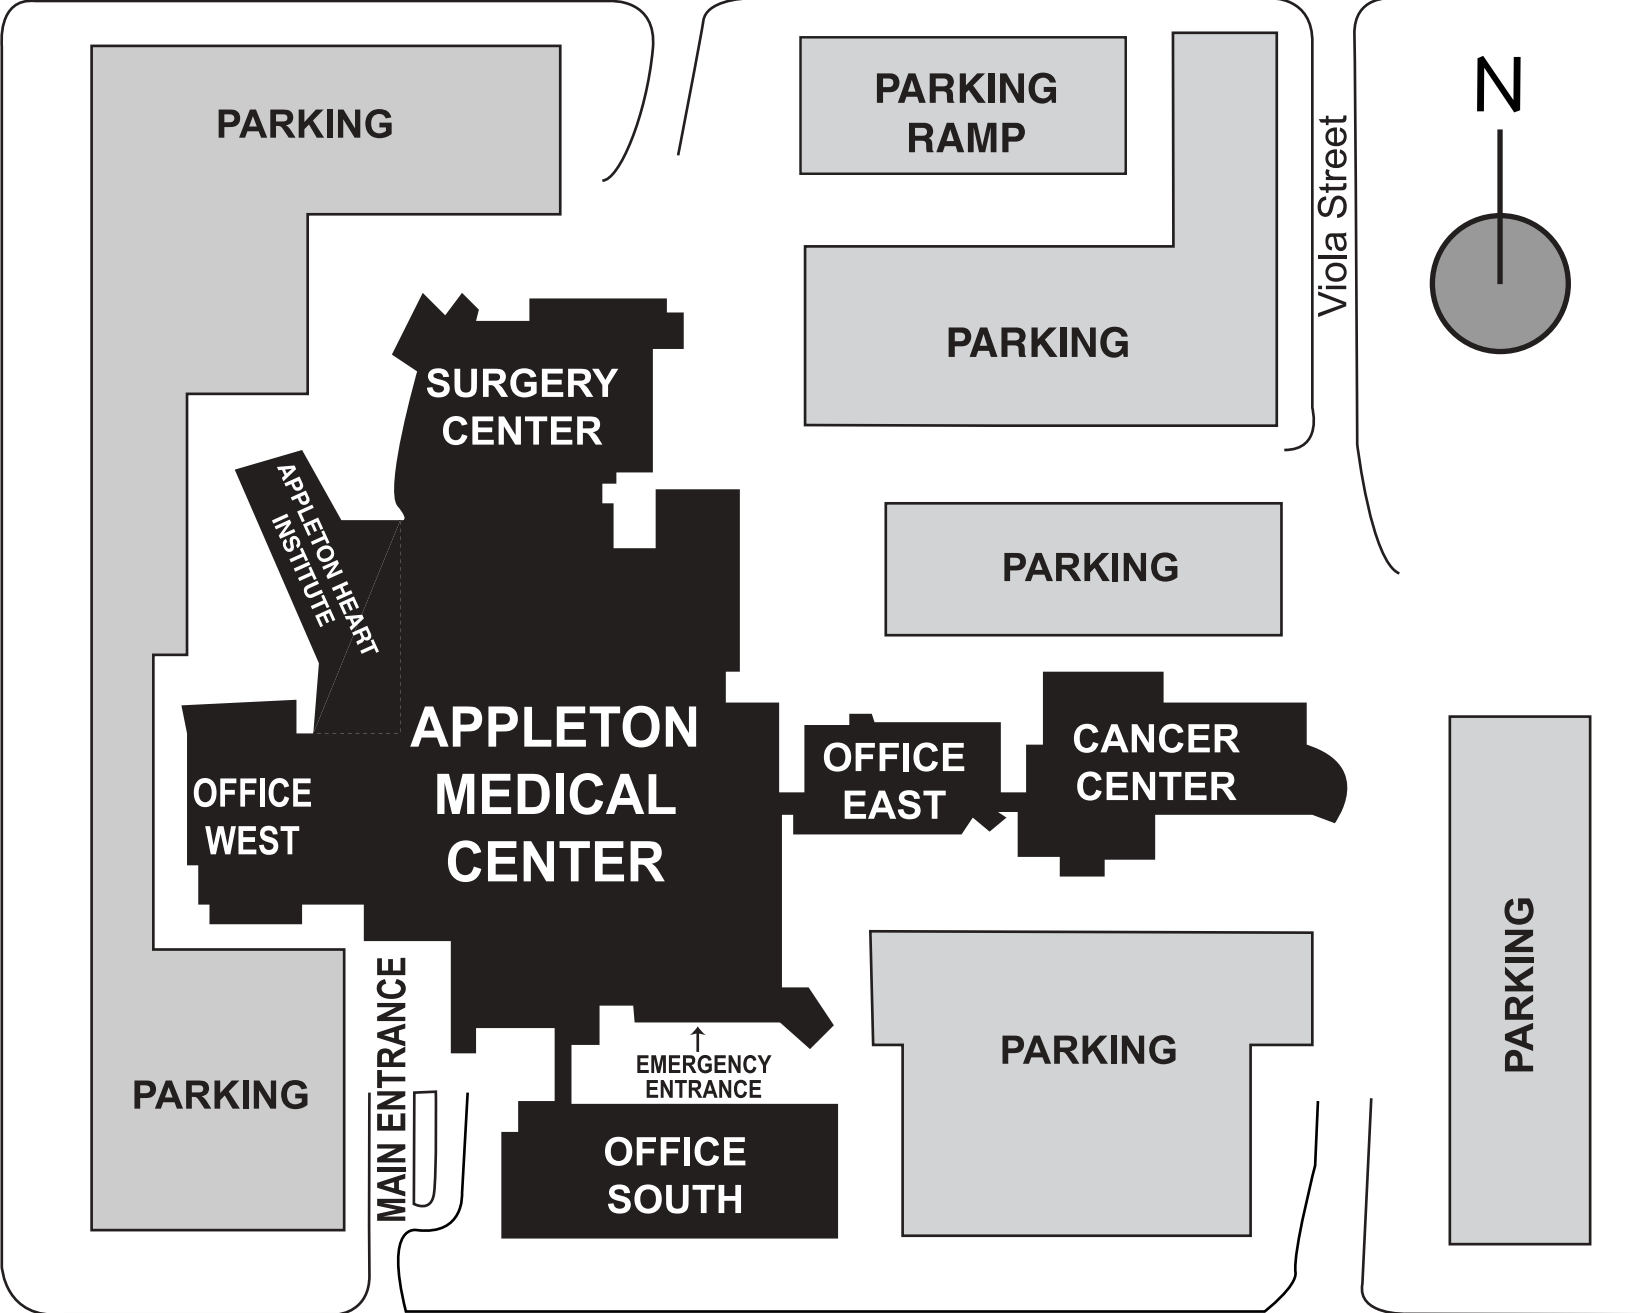 PARKING
PARKING
RAMP
N
Viola Street
PARKING
SURGERY
CENTER
APPLETON HEART
INSTITUTE
PARKING
APPLETON
MEDICAL
CENTER
OFFICE
WEST
OFFICE
EAST
CANCER
CENTER
PARKING
MAIN ENTRANCE
EMERGENCY
ENTRANCE
PARKING
PARKING
OFFICE
SOUTH